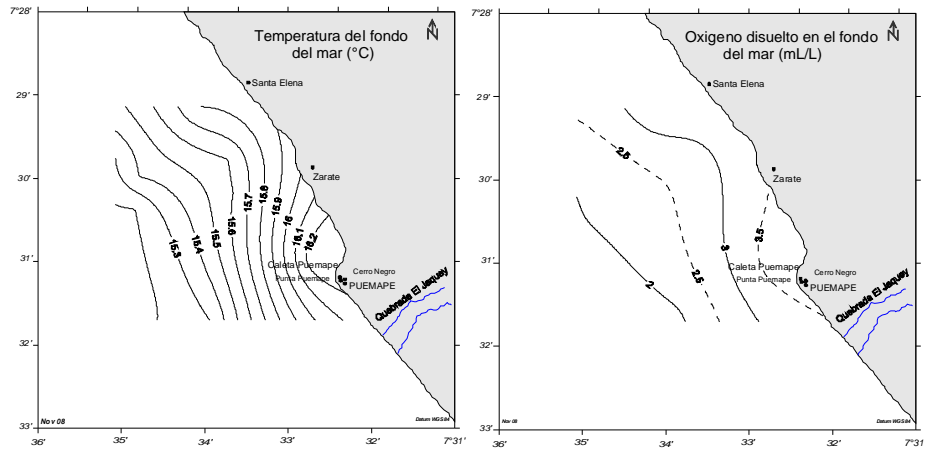 7°28'
29'
30'
31'
32'
33'
36'
35'
34'
33'
32'
7°31'
Temperatura del fondo
del mar (°C)
N
Santa Elena
Zarate
15.3
15.4
15.5
15.6
15.7
15.8
15.9
16
16.1
16.2
Caleta Puemape
Punta Puemape
Cerro Negro
PUEMAPE
Quebrada El Jaquey
Nov 08
Datum WGS84
7°28'
29'
30'
31'
32'
33'
36'
35'
34'
33'
32'
7°31'
Oxigeno disuelto en el fondo
del mar (mL/L)
N
Santa Elena
Zarate
2.5
3.5
3
2.5
2
Caleta Puemape
Punta Puemape
Cerro Negro
PUEMAPE
Quebrada El Jaquey
Nov 08
Datum WGS84